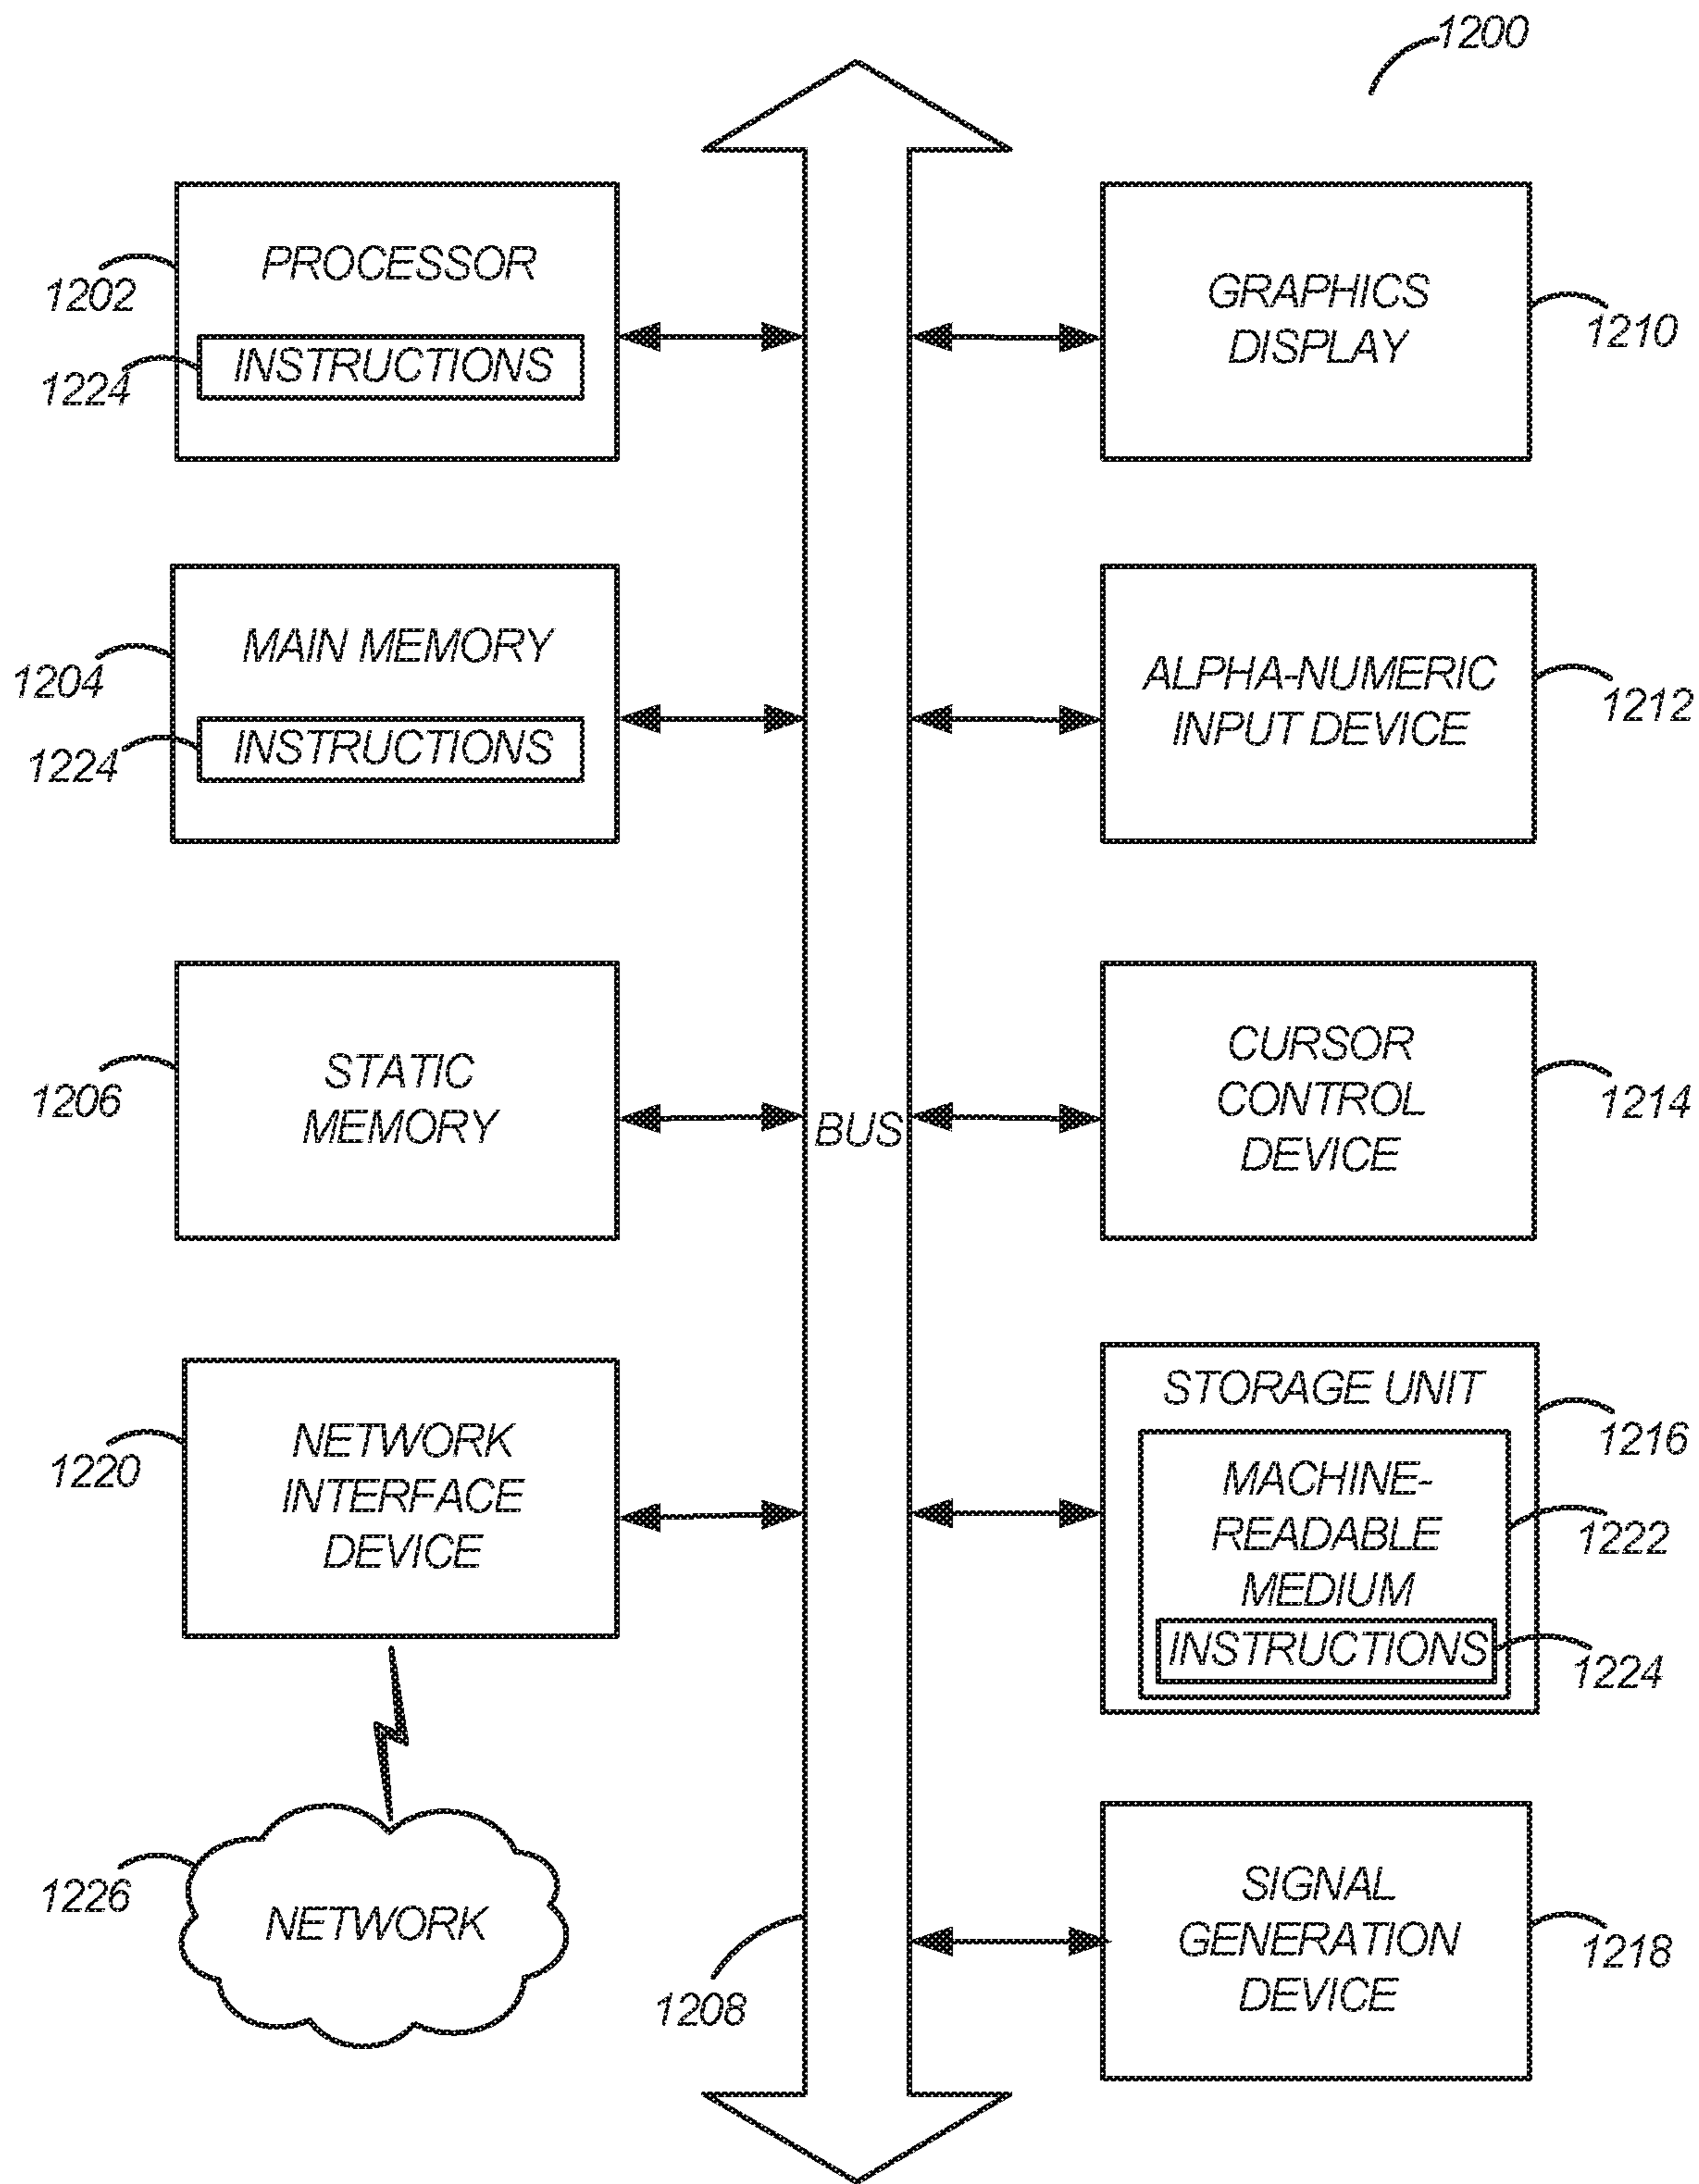 1200
PROCESSOR
1202
INSTRUCTIONS
1224
GRAPHICS
DISPLAY
1210
MAIN MEMORY
1204
INSTRUCTIONS
1224
ALPHA-NUMERIC
INPUT DEVICE
1212
STATIC
MEMORY
1206
BUS
CURSOR
CONTROL
DEVICE
1214
NETWORK
INTERFACE
DEVICE
1220
STORAGE UNIT
1216
MACHINE-
READABLE
MEDIUM
1222
INSTRUCTIONS
1224
NETWORK
1226
1208
SIGNAL
GENERATION
DEVICE
1218